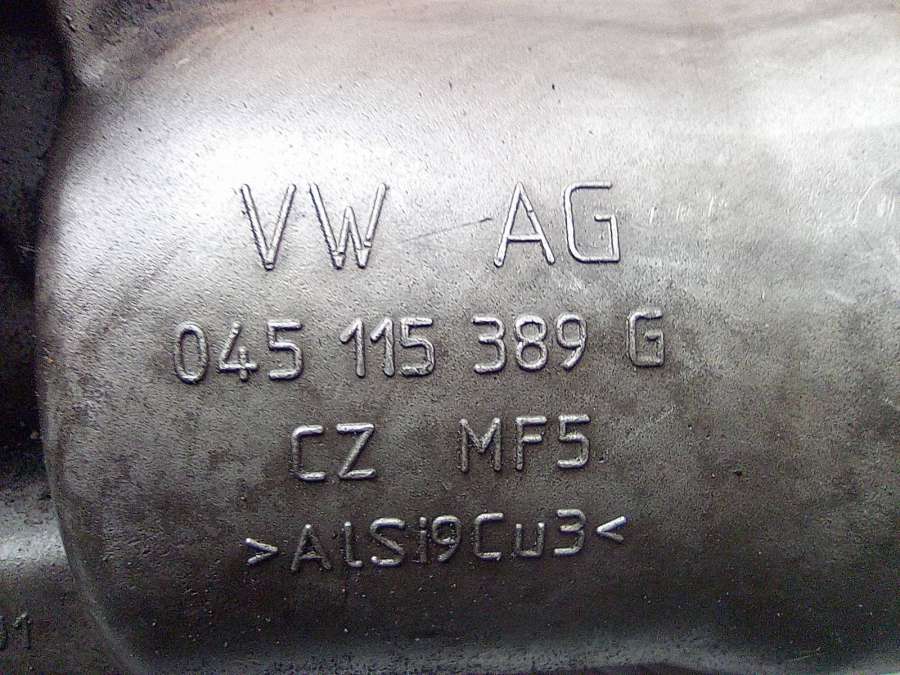 VW AG
045 115 389 G
CZ MF5
>AlSi9Cu3<